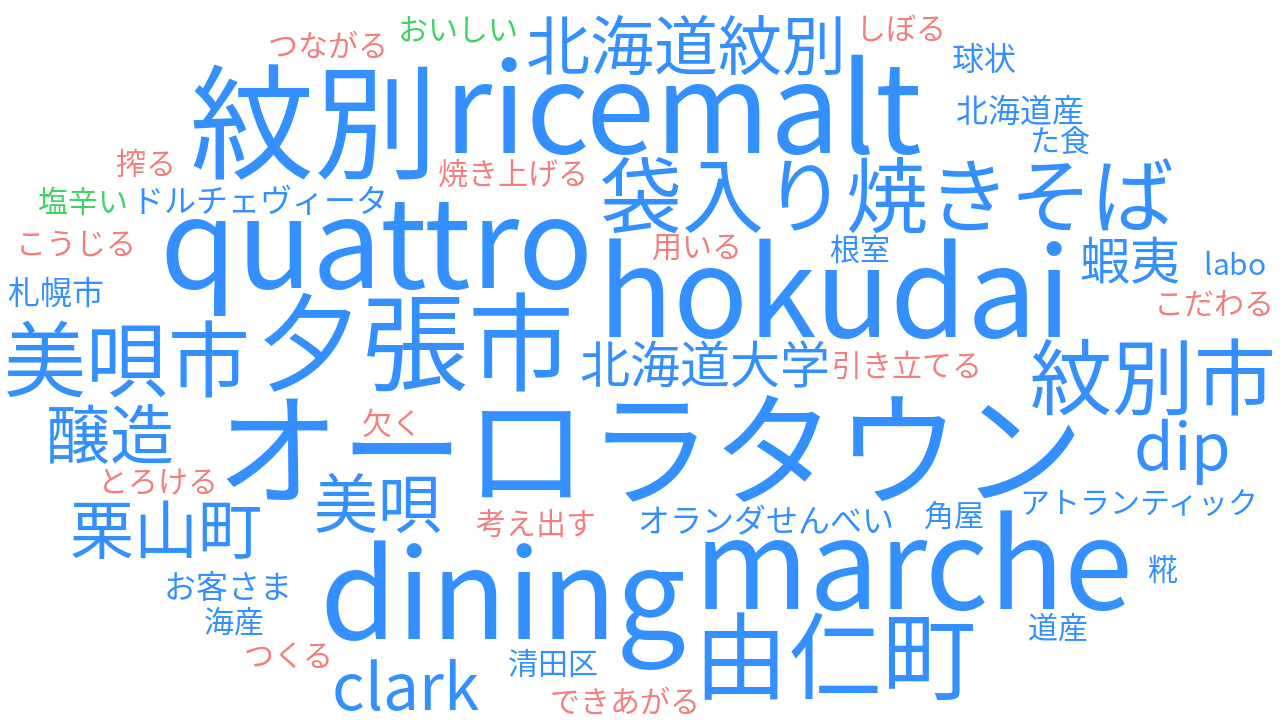 つながる おいしい 北海道紋別 しぼる
紋別 ricemalt 球状
北海道産
た食
搾る 焼き上げる 袋入り焼きそば
塩辛い ドルチェヴィータ
こうじる quattro 用いる 根室 蝦夷 labo
札幌市 hokudai こだわる
美唄市 夕張市 北海道大学 引き立てる 紋別市
醸造 欠く オーロラタウン dip
とろける 美唄 考え出す オランダせんべい 角屋 アトランティック
栗山町 dining marche 糀
お客さま
海産 由仁町 道産
つくる clark 清田区
できあがる